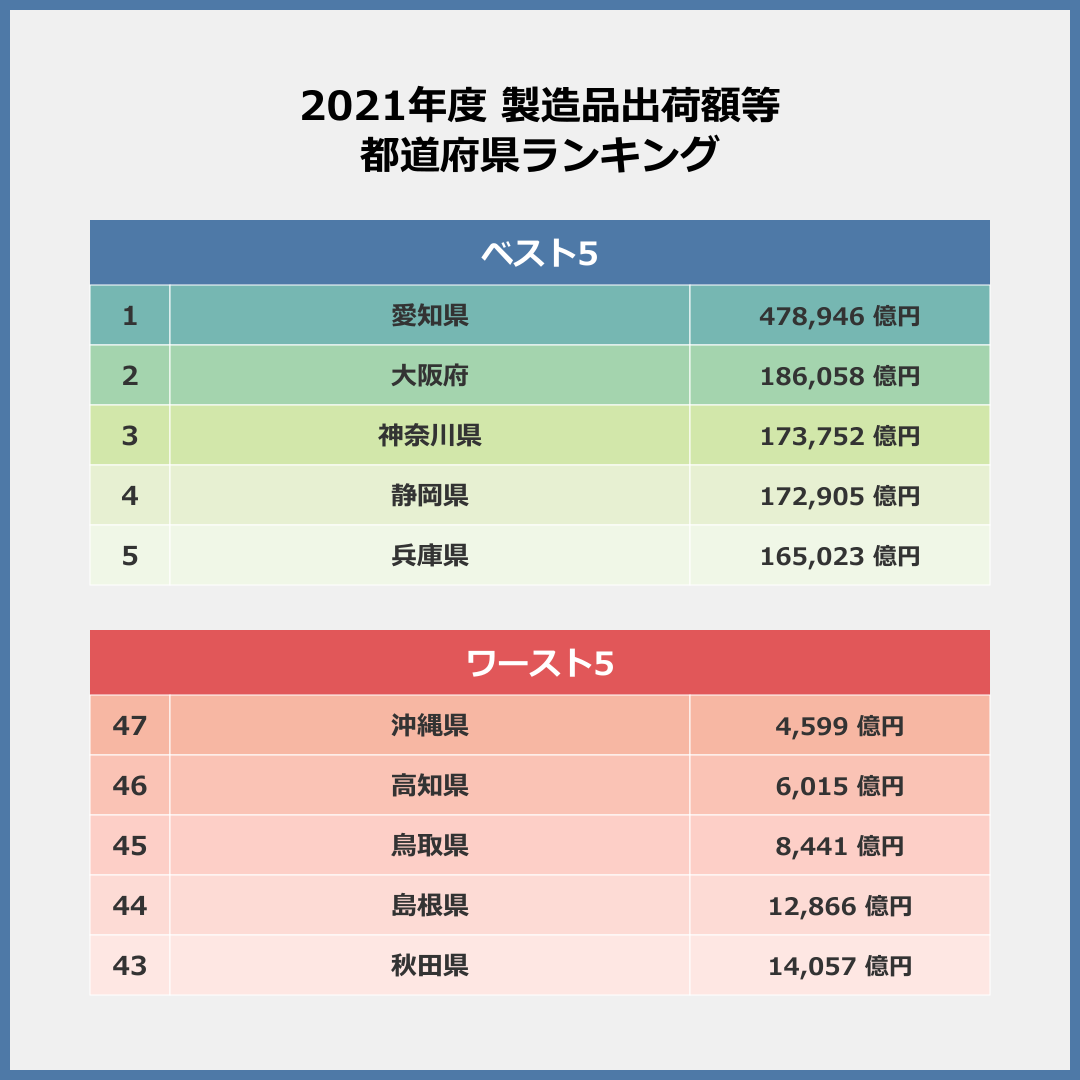 2021年度 製造品出荷額等
都道府県ランキング
ベスト5
1 愛知県 478,946 億円
2 大阪府 186,058 億円
3 神奈川県 173,752 億円
4 静岡県 172,905 億円
5 兵庫県 165,023 億円
ワースト5
47 沖縄県 4,599 億円
46 高知県 6,015 億円
45 鳥取県 8,441 億円
44 島根県 12,866 億円
43 秋田県 14,057 億円